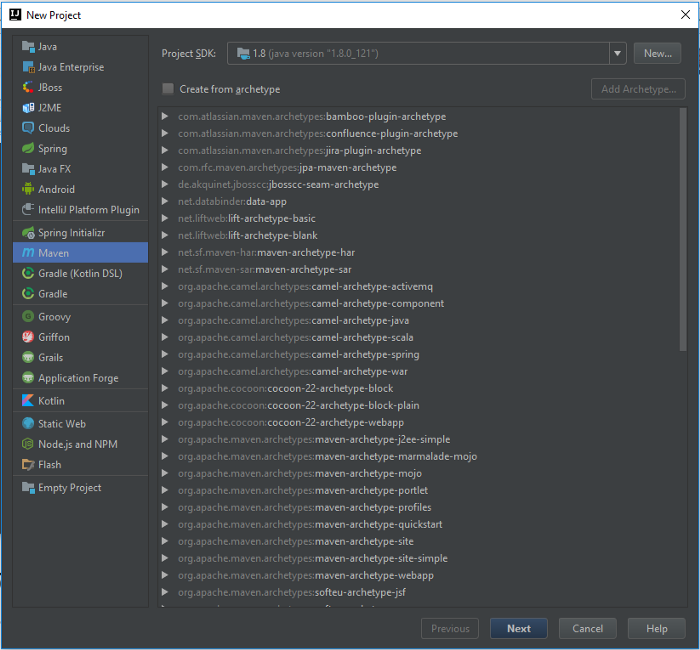 New Project
Java
Java Enterprise
JBoss
J2ME
Clouds
Spring
Java FX
Android
IntelliJ Platform Plugin
Spring Initializr
Maven
Gradle (Kotlin DSL)
Gradle
Groovy
Griffon
Grails
Application Forge
Kotlin
Static Web
Node.js and NPM
Flash
Empty Project
Project SDK: 1.8 (java version "1.8.0_121") New...
Create from archetype Add Archetype...
com.atlassian.maven.archetypes:bamboo-plugin-archetype
com.atlassian.maven.archetypes:confluence-plugin-archetype
com.atlassian.maven.archetypes:jira-plugin-archetype
com.rfc.maven.archetypes:jpa-maven-archetype
de.akquinet.jbosscc:jbosscc-seam-archetype
net.databinder:data-app
net.liftweb:lift-archetype-basic
net.liftweb:lift-archetype-blank
net.sf.maven-har:maven-archetype-har
net.sf.maven-sar:maven-archetype-sar
org.apache.camel.archetypes:camel-archetype-activemq
org.apache.camel.archetypes:camel-archetype-component
org.apache.camel.archetypes:camel-archetype-java
org.apache.camel.archetypes:camel-archetype-scala
org.apache.camel.archetypes:camel-archetype-spring
org.apache.camel.archetypes:camel-archetype-war
org.apache.cocoon:cocoon-22-archetype-block
org.apache.cocoon:cocoon-22-archetype-block-plain
org.apache.cocoon:cocoon-22-archetype-webapp
org.apache.maven.archetypes:maven-archetype-j2ee-simple
org.apache.maven.archetypes:maven-archetype-marmalade-mojo
org.apache.maven.archetypes:maven-archetype-mojo
org.apache.maven.archetypes:maven-archetype-portlet
org.apache.maven.archetypes:maven-archetype-profiles
org.apache.maven.archetypes:maven-archetype-quickstart
org.apache.maven.archetypes:maven-archetype-site
org.apache.maven.archetypes:maven-archetype-site-simple
org.apache.maven.archetypes:maven-archetype-webapp
org.apache.maven.archetypes:softeu-archetype-jsf
Previous Next Cancel Help